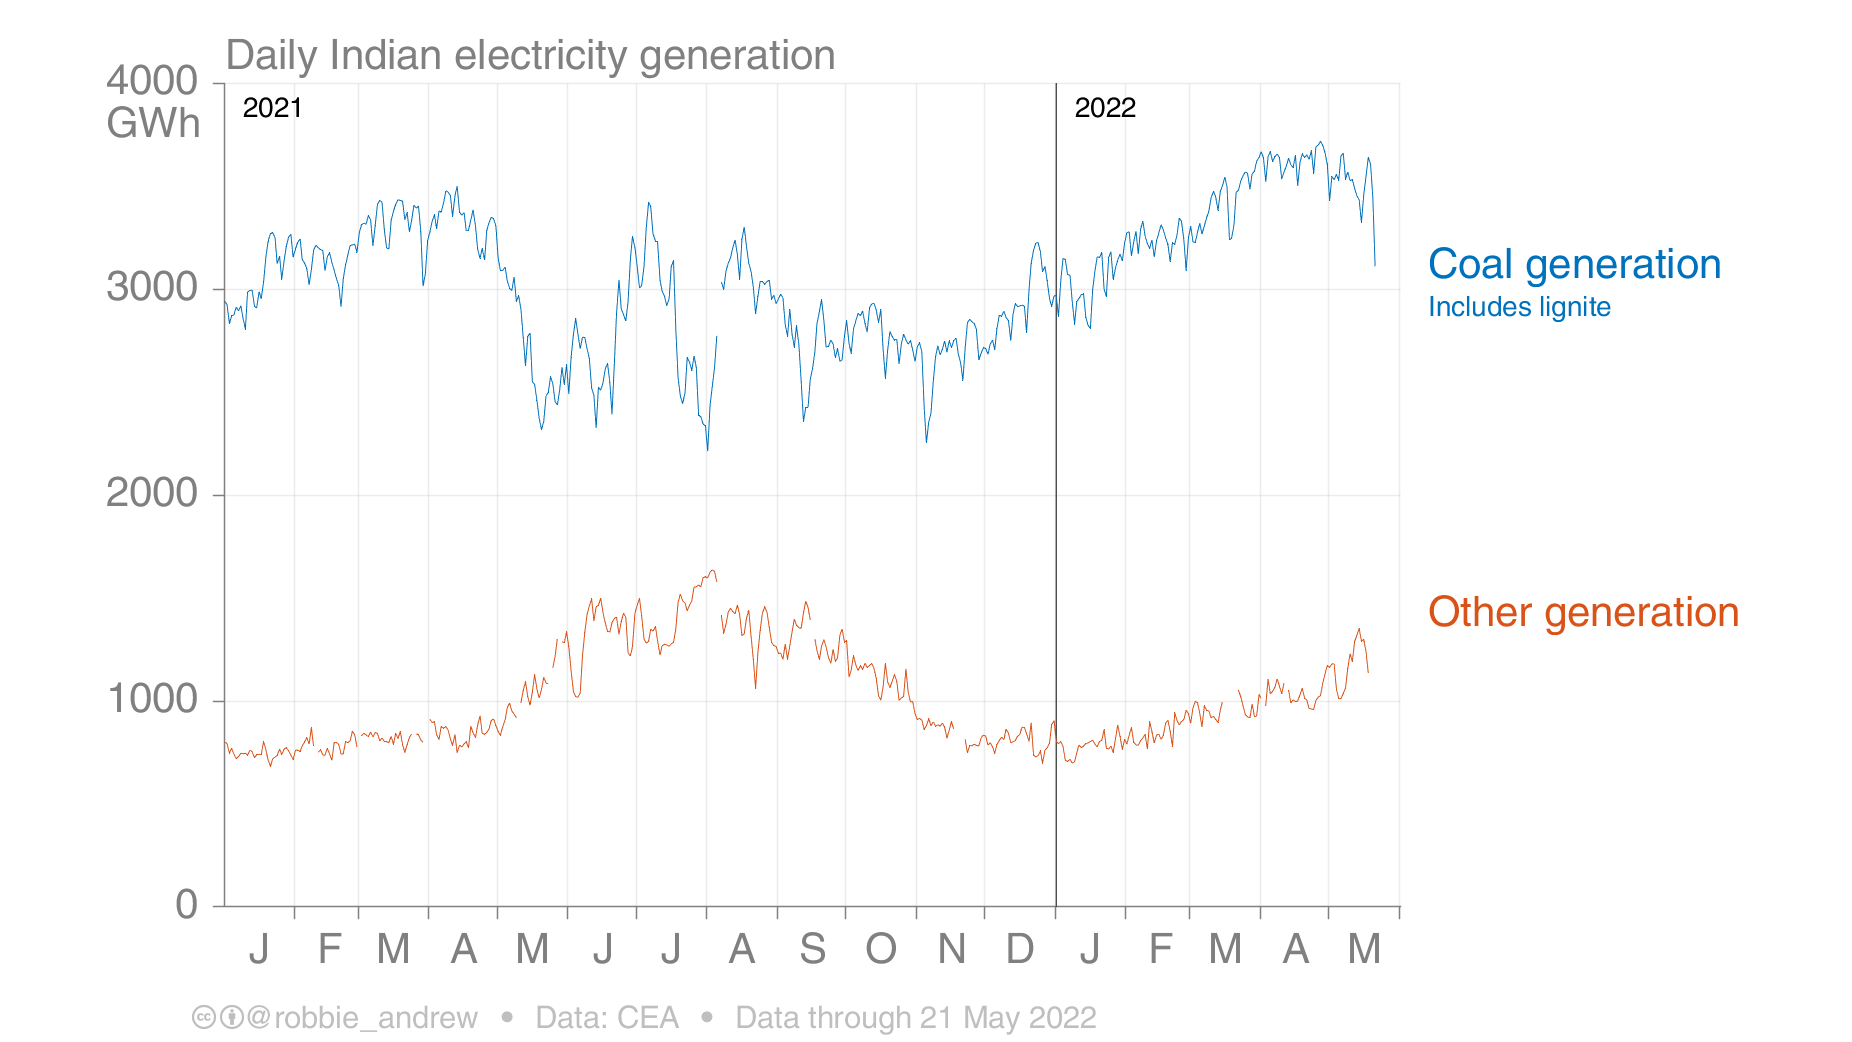 Daily Indian electricity generation
4000
GWh
2021
2022
3000
2000
1000
0
Coal generation
Includes lignite
Other generation
J F M A M J J A S O N D J F M A M
cc @robbie_andrew • Data: CEA • Data through 21 May 2022